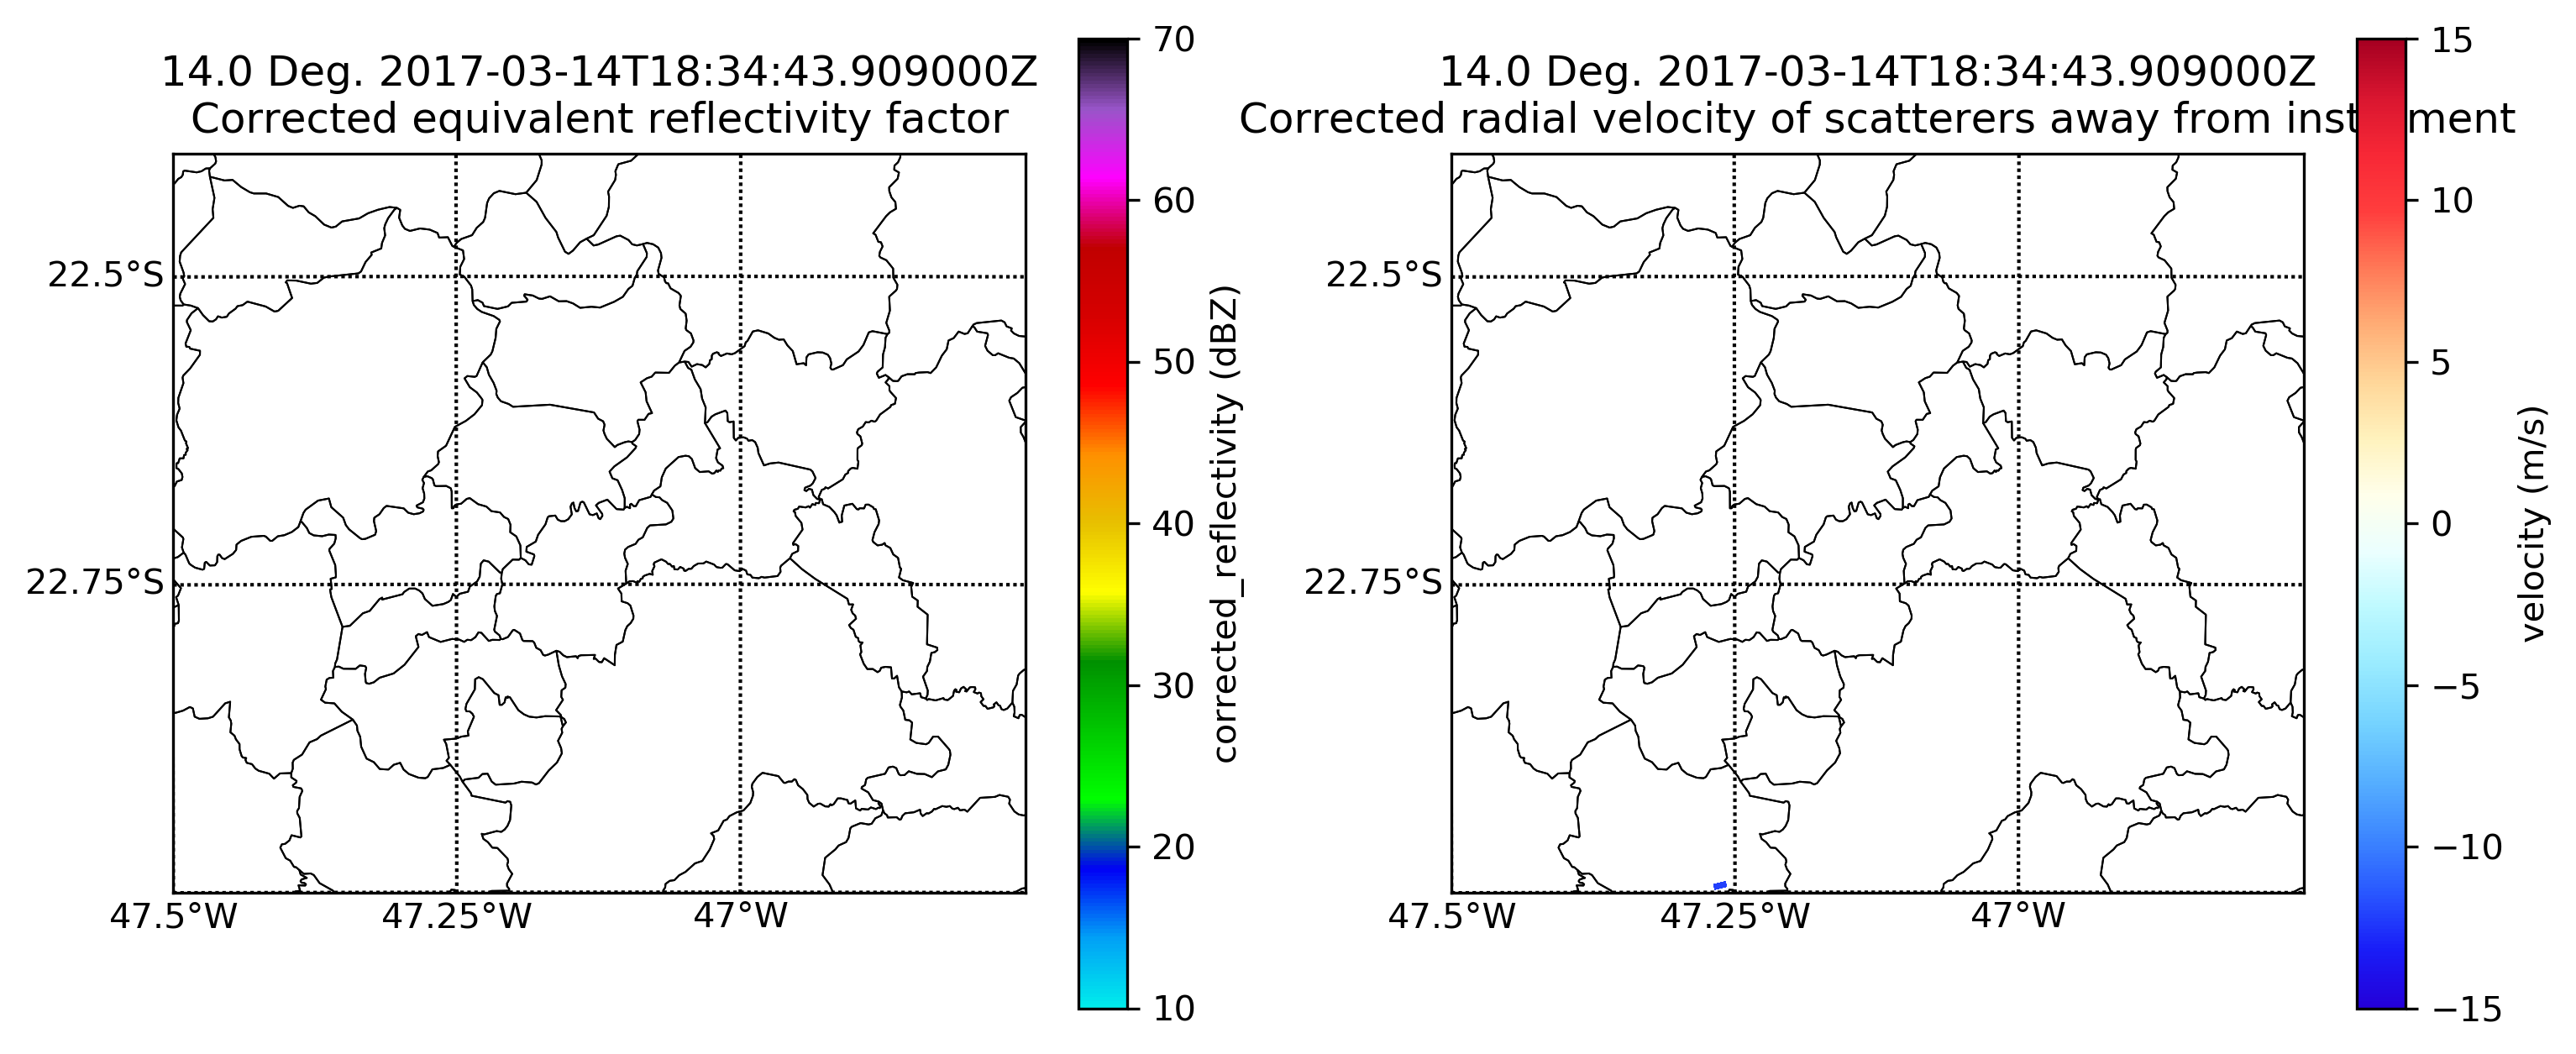 14.0 Deg. 2017-03-14T18:34:43.909000Z
Corrected equivalent reflectivity factor
22.5°S
22.75°S
47.5°W
47.25°W
47°W
70
60
50
40
30
20
10
corrected_reflectivity (dBZ)
14.0 Deg. 2017-03-14T18:34:43.909000Z
Corrected radial velocity of scatterers away from inst ment
22.5°S
22.75°S
47.5°W
47.25°W
47°W
15
10
5
0
−5
−10
−15
velocity (m/s)